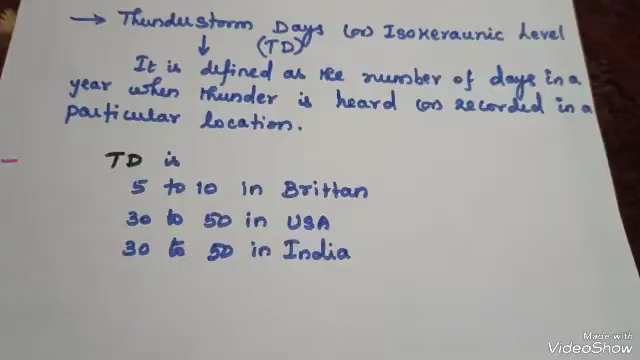 → Thunderstorm Days (or) Isokeraunic Level
↓ (TD)
It is defined as the number of days in a
year when thunder is heard (or) recorded in a
particular location.
TD is
5 to 10 in Brittan
30 to 50 in USA
30 to 50 in India
Made with
VideoShow